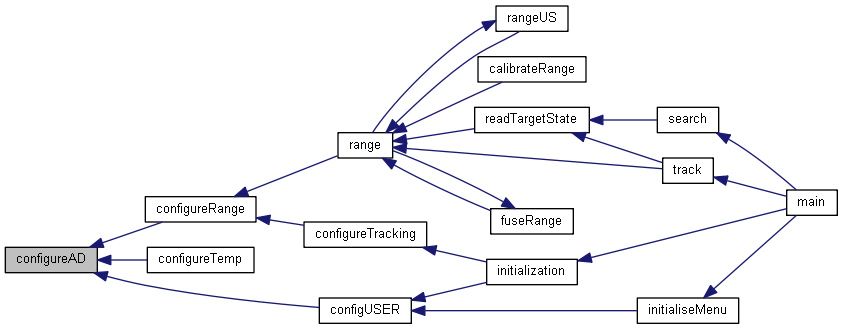 rangeUS
calibrateRange
readTargetState
search
range
track
configureRange
main
fuseRange
configureTracking
configureAD
configureTemp
initialization
configUSER
initialiseMenu